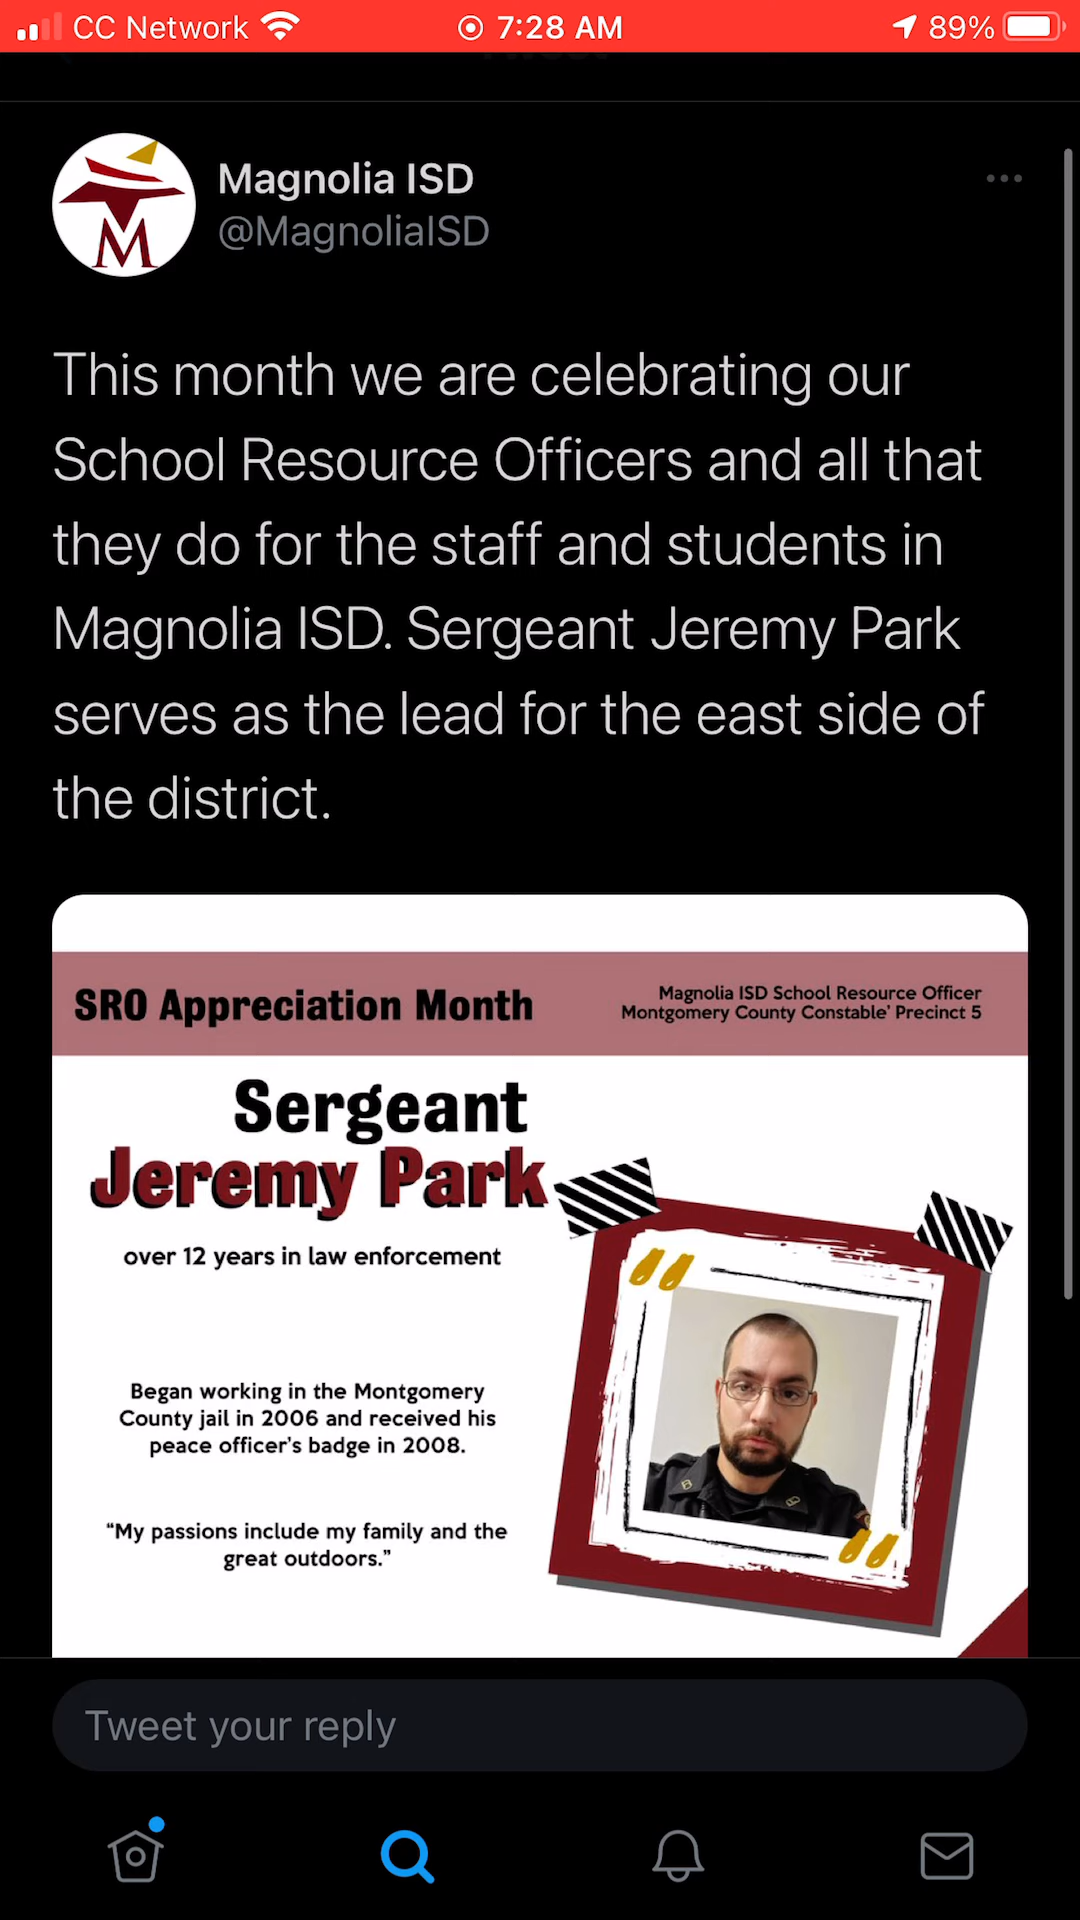 CC Network 7:28 AM 89%
Magnolia ISD
@MagnoliaISD
M
This month we are celebrating our
School Resource Officers and all that
they do for the staff and students in
Magnolia ISD. Sergeant Jeremy Park
serves as the lead for the east side of
the district.
SRO Appreciation Month
Magnolia ISD School Resource Officer
Montgomery County Constable' Precinct 5
Sergeant
Jeremy Park
over 12 years in law enforcement
Began working in the Montgomery
County jail in 2006 and received his
peace officer's badge in 2008.
“My passions include my family and the
great outdoors.”
Tweet your reply